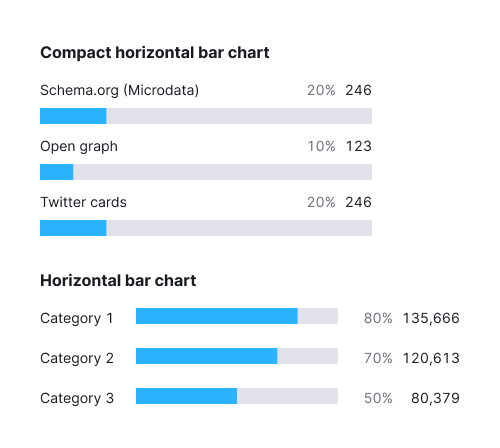 Compact horizontal bar chart
Schema.org (Microdata) 20% 246
Open graph 10% 123
Twitter cards 20% 246
Horizontal bar chart
Category 1 80% 135,666
Category 2 70% 120,613
Category 3 50% 80,379